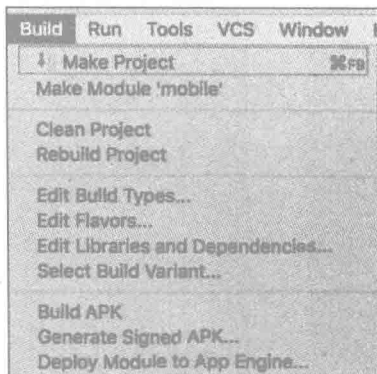 Build Run Tools VCS Window
Make Project ⌘F9
Make Module 'mobile'
Clean Project
Rebuild Project
Edit Build Types...
Edit Flavors...
Edit Libraries and Dependencies...
Select Build Variant...
Build APK
Generate Signed APK...
Deploy Module to App Engine...